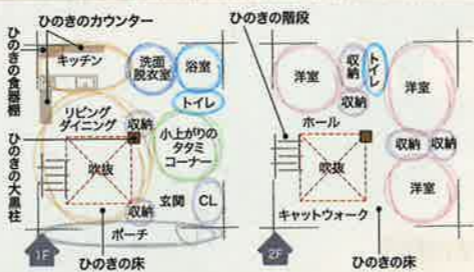 ひのきのカウンター
キッチン
ひのきの食器棚
洗面
脱衣室
浴室
トイレ
リビング
ダイニング
収納
小上がりの
タタミ
コーナー
ひのきの大黒柱
吹抜
収納
玄関
CL
ポーチ
1F
ひのきの床
ひのきの階段
洋室
収納
トイレ
収納
洋室
ホール
収納
収納
吹抜
洋室
キャットウォーク
2F
ひのきの床